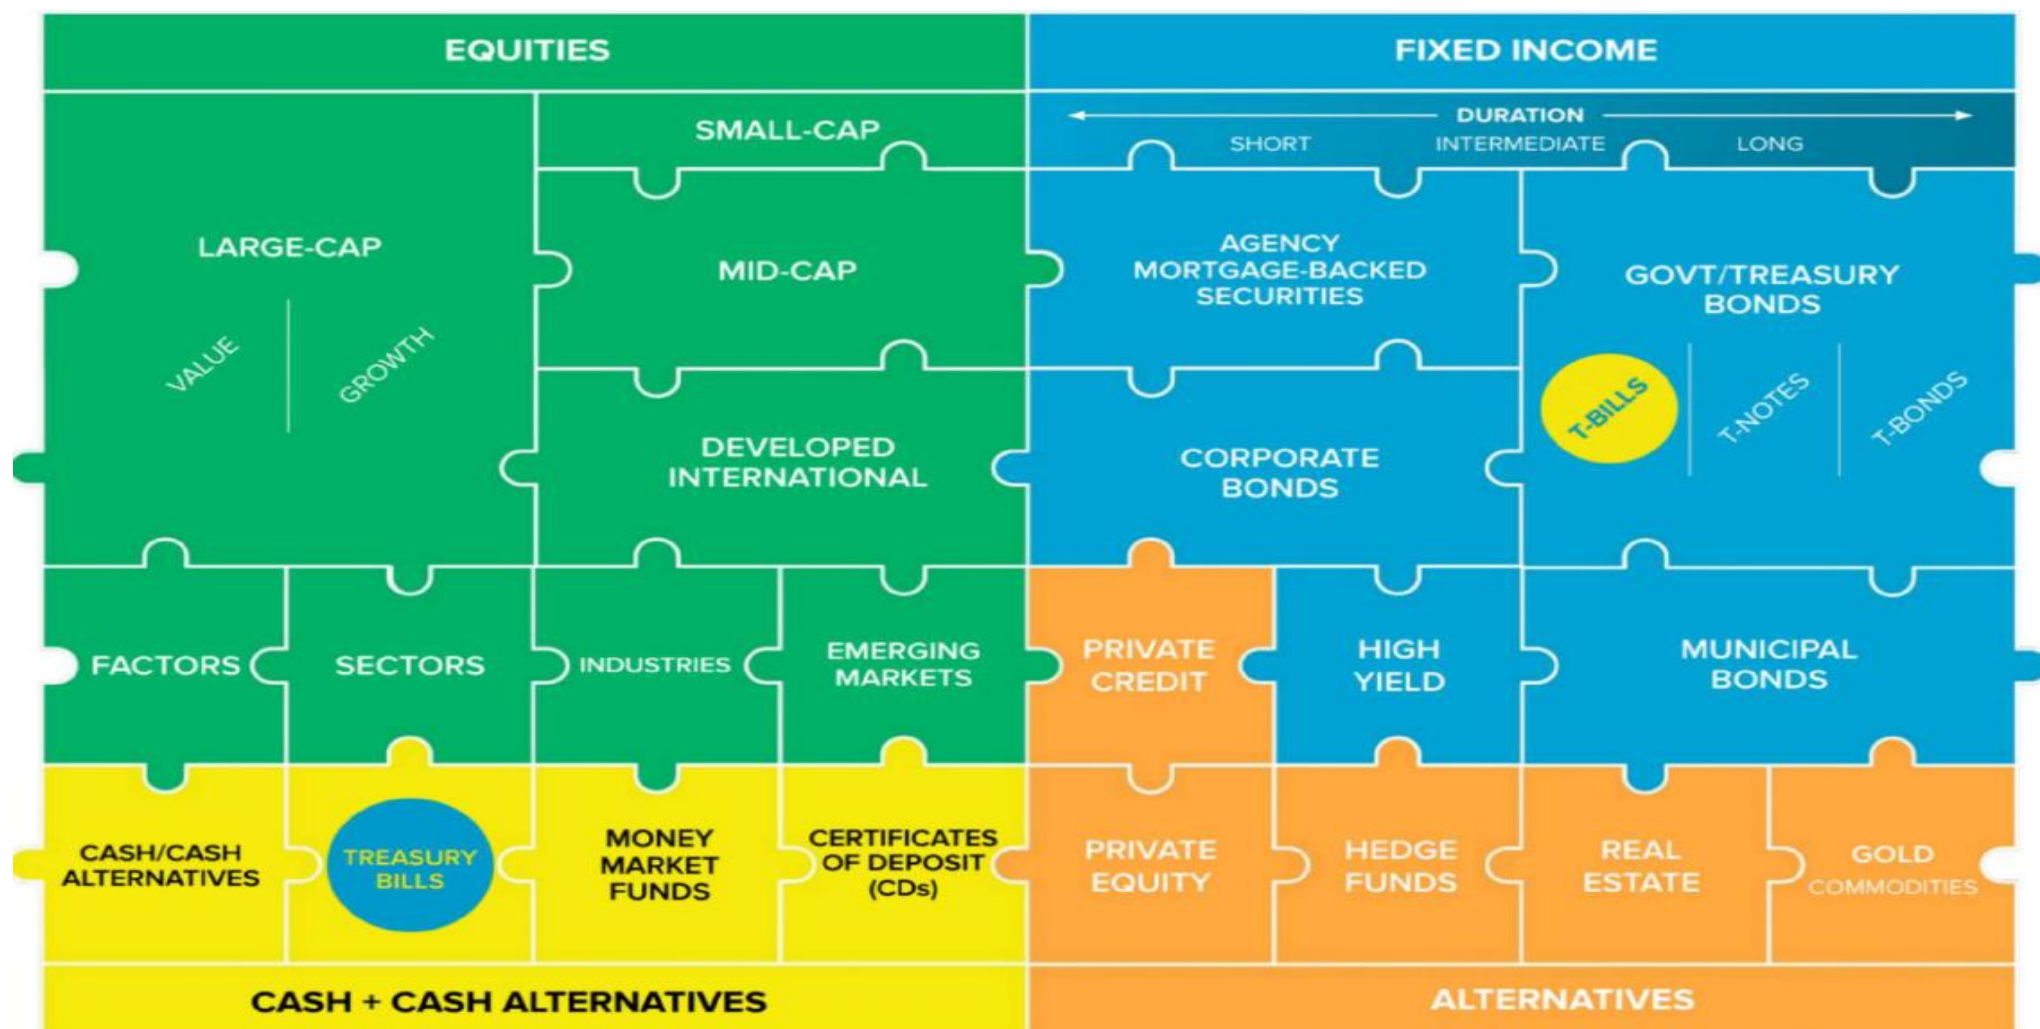 EQUITIES
FIXED INCOME
SMALL-CAP
DURATION
SHORT
INTERMEDIATE
LONG
LARGE-CAP
VALUE
GROWTH
MID-CAP
AGENCY
MORTGAGE-BACKED
SECURITIES
GOVT/TREASURY
BONDS
T-BILLS
T-NOTES
T-BONDS
DEVELOPED
INTERNATIONAL
CORPORATE
BONDS
FACTORS
SECTORS
INDUSTRIES
EMERGING
MARKETS
PRIVATE
CREDIT
HIGH
YIELD
MUNICIPAL
BONDS
CASH/CASH
ALTERNATIVES
TREASURY
BILLS
MONEY
MARKET
FUNDS
CERTIFICATES
OF DEPOSIT
(CDs)
PRIVATE
EQUITY
HEDGE
FUNDS
REAL
ESTATE
GOLD
COMMODITIES
CASH + CASH ALTERNATIVES
ALTERNATIVES